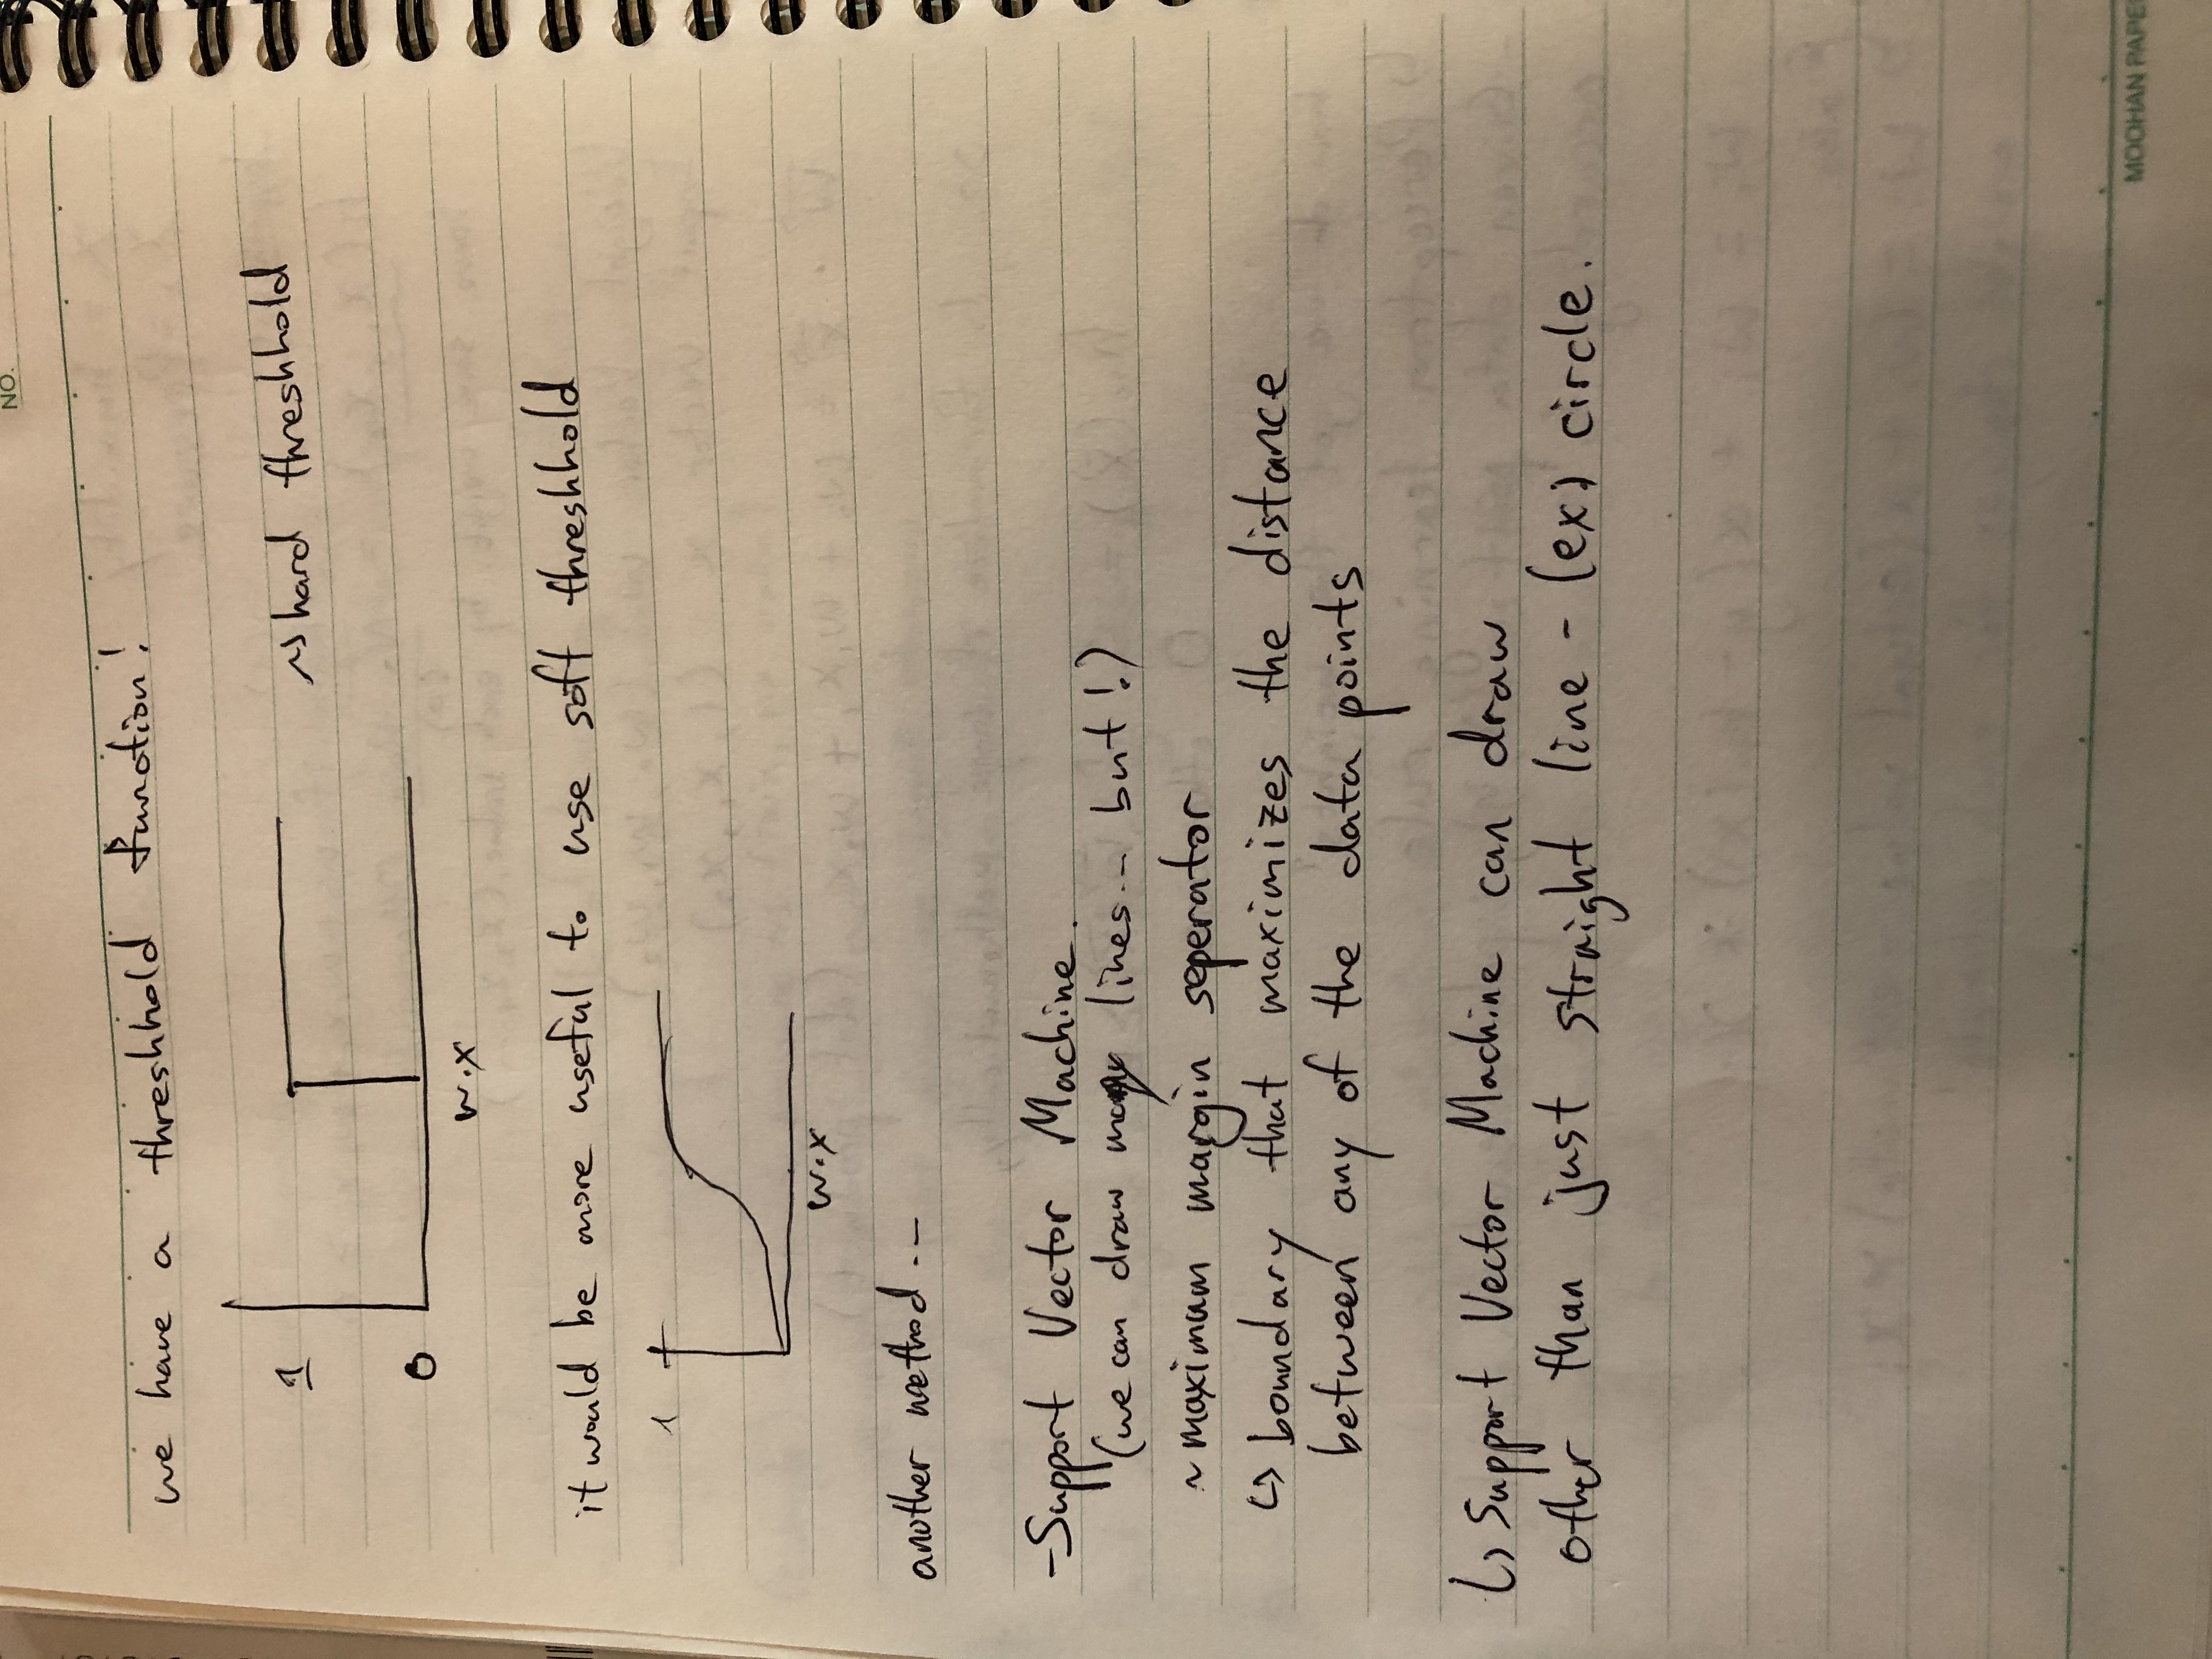 NO.
we have a threshhold function!
1
~> hard threshhold
0
w.x
it would be more useful to use soft threshhold
1
w.x
another method...
-Support Vector Machine.
(we can draw many lines... but!)
~ maximum margin seperator
↳ boundary that maximizes the distance
between any of the data points
↳ Support Vector Machine can draw
other than just straight line - (ex) circle.
MOOHAN PAPE